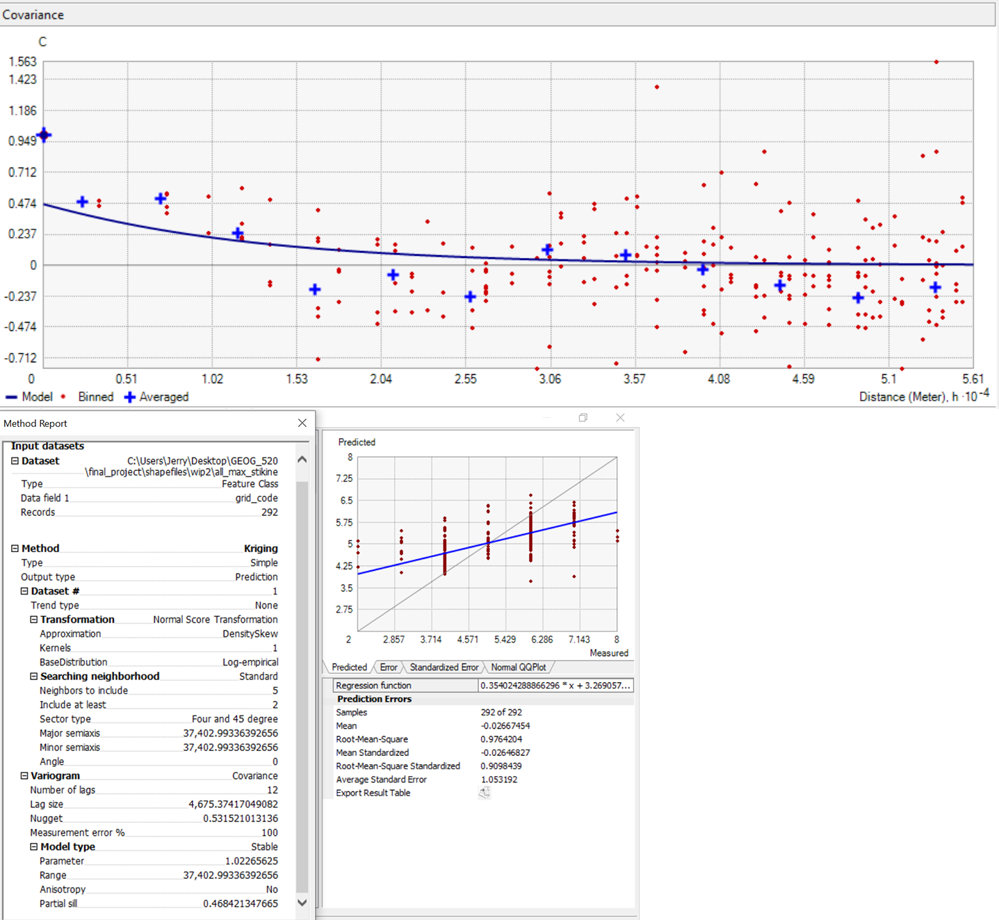 Covariance
C
1.563
1.423
1.186
0.949
0.712
0.474
0.237
0
-0.237
-0.474
-0.712
0 0.51 1.02 1.53 2.04 2.55 3.06 3.57 4.08 4.59 5.1 5.61
Model Binned Averaged Distance (Meter), h ·10⁻⁴
Method Report
Input datasets
Dataset C:\Users\Jerry\Desktop\GEOG_520
\final_project\shapefiles\wip2\all_max_stikine
Type Feature Class
Data field 1 grid_code
Records 292
Method Kriging
Type Simple
Output type Prediction
Dataset # 1
Trend type None
Transformation Normal Score Transformation
Approximation DensitySkew
Kernels 1
BaseDistribution Log-empirical
Searching neighborhood Standard
Neighbors to include 5
Include at least 2
Sector type Four and 45 degree
Major semiaxis 37,402.99336392656
Minor semiaxis 37,402.99336392656
Angle 0
Variogram Covariance
Number of lags 12
Lag size 4,675.37417049082
Nugget 0.531521013136
Measurement error % 100
Model type Stable
Parameter 1.02265625
Range 37,402.99336392656
Anisotropy No
Partial sill 0.468421347665
Predicted
8
7.25
6.5
5.75
5
4.25
3.5
2.75
2 2.857 3.714 4.571 5.429 6.286 7.143 8
Measured
Predicted Error Standardized Error Normal QQPlot
Regression function 0.354024288866296 * x + 3.269057...
Prediction Errors
Samples 292 of 292
Mean -0.02667454
Root-Mean-Square 0.9764204
Mean Standardized -0.02646827
Root-Mean-Square Standardized 0.9098439
Average Standard Error 1.053192
Export Result Table